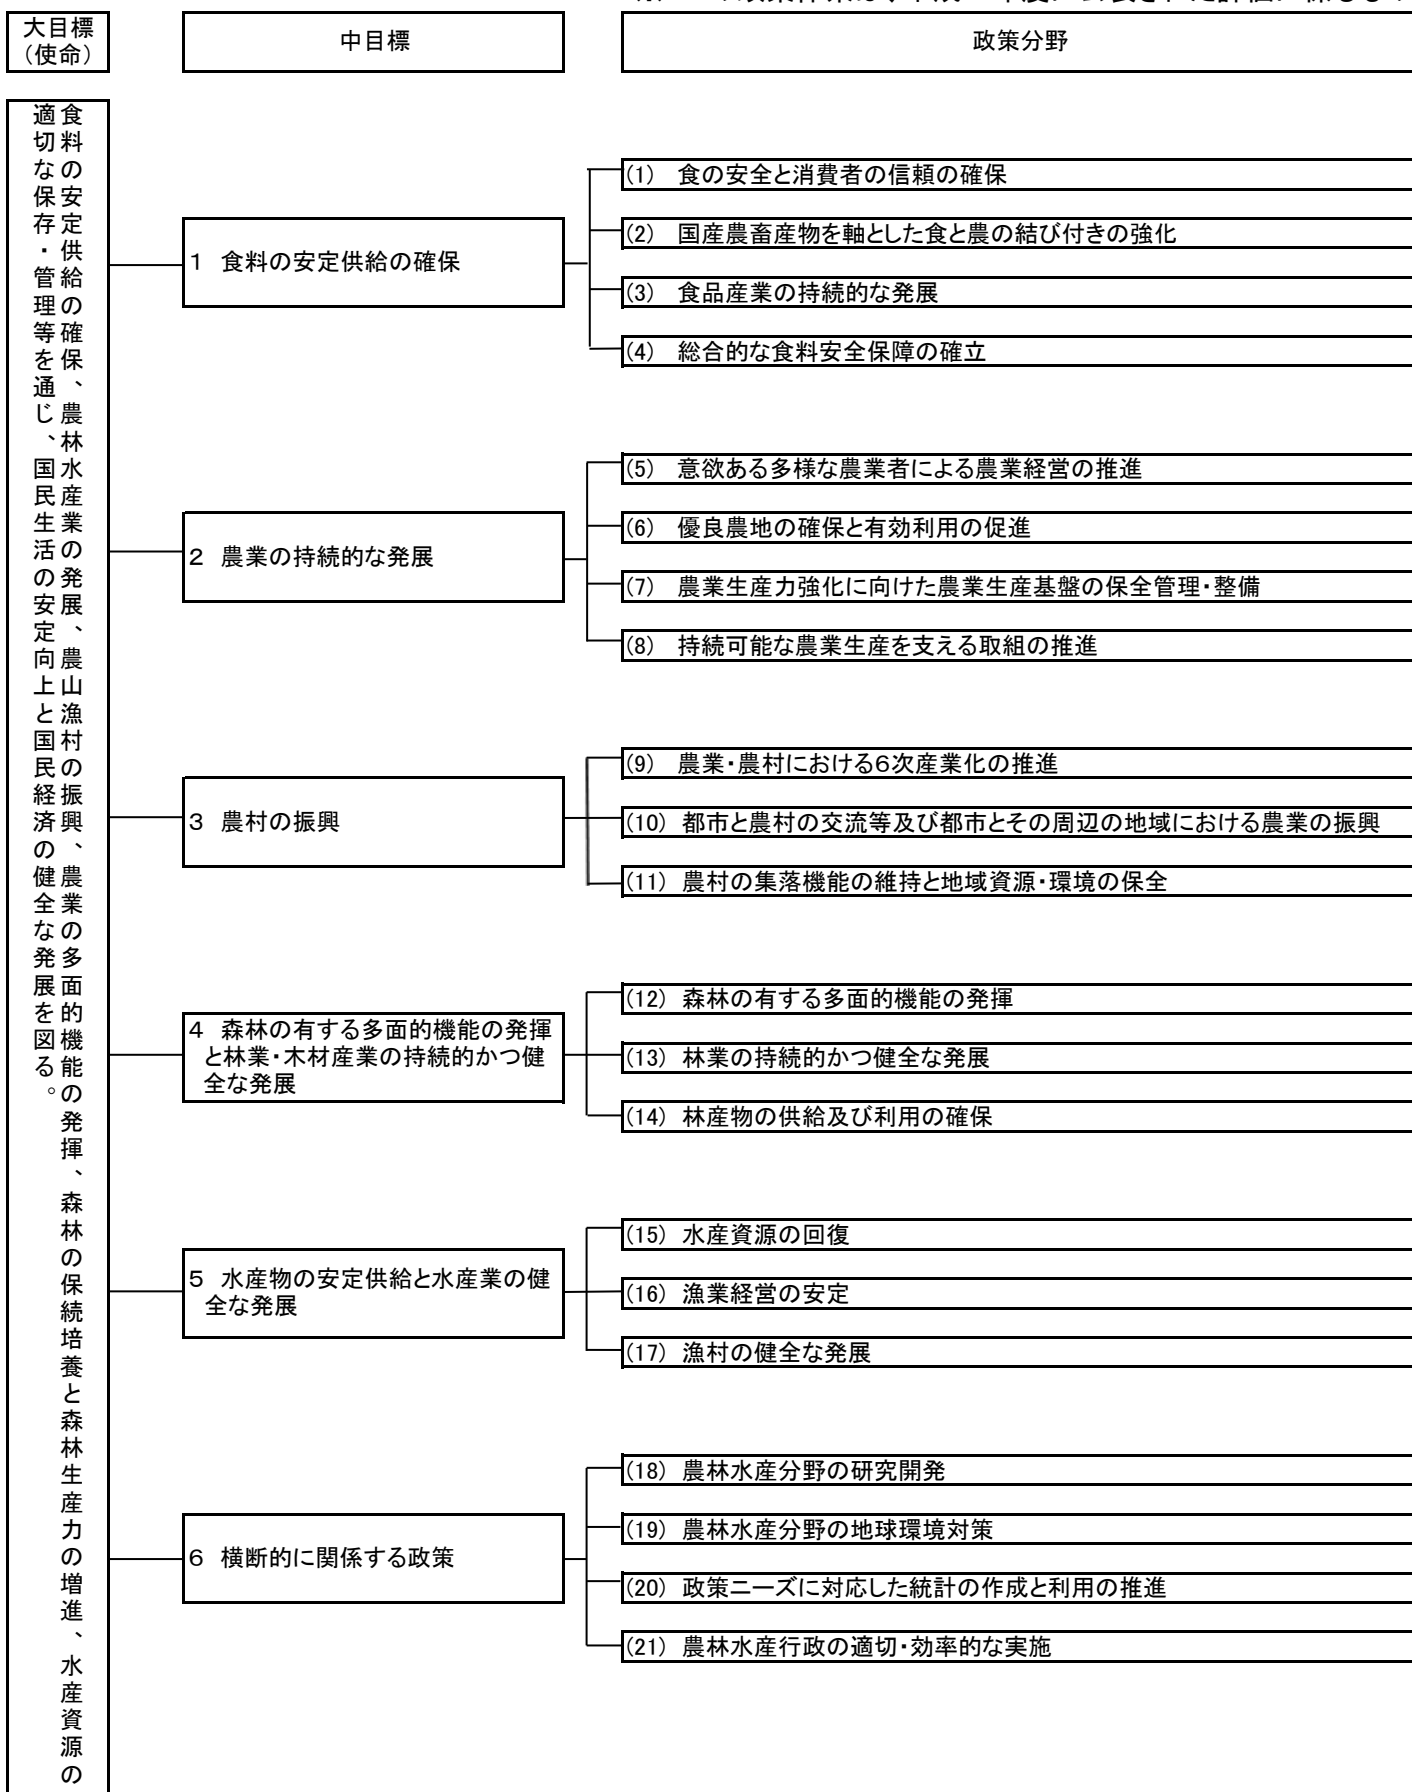 大目標
（使命）
中目標
政策分野
食料の安定供給の確保、農林水産業の発展、農山漁村の振興、農業の多面的機能の発揮、森林の保続培養と森林生産力の増進、水産資源の
適切な保存・管理等を通じ、国民生活の安定向上と国民経済の健全な発展を図る。
1 食料の安定供給の確保
(1) 食の安全と消費者の信頼の確保
(2) 国産農畜産物を軸とした食と農の結び付きの強化
(3) 食品産業の持続的な発展
(4) 総合的な食料安全保障の確立
2 農業の持続的な発展
(5) 意欲ある多様な農業者による農業経営の推進
(6) 優良農地の確保と有効利用の促進
(7) 農業生産力強化に向けた農業生産基盤の保全管理・整備
(8) 持続可能な農業生産を支える取組の推進
3 農村の振興
(9) 農業・農村における6次産業化の推進
(10) 都市と農村の交流等及び都市とその周辺の地域における農業の振興
(11) 農村の集落機能の維持と地域資源・環境の保全
4 森林の有する多面的機能の発揮
と林業・木材産業の持続的かつ健
全な発展
(12) 森林の有する多面的機能の発揮
(13) 林業の持続的かつ健全な発展
(14) 林産物の供給及び利用の確保
5 水産物の安定供給と水産業の健
全な発展
(15) 水産資源の回復
(16) 漁業経営の安定
(17) 漁村の健全な発展
6 横断的に関係する政策
(18) 農林水産分野の研究開発
(19) 農林水産分野の地球環境対策
(20) 政策ニーズに対応した統計の作成と利用の推進
(21) 農林水産行政の適切・効率的な実施